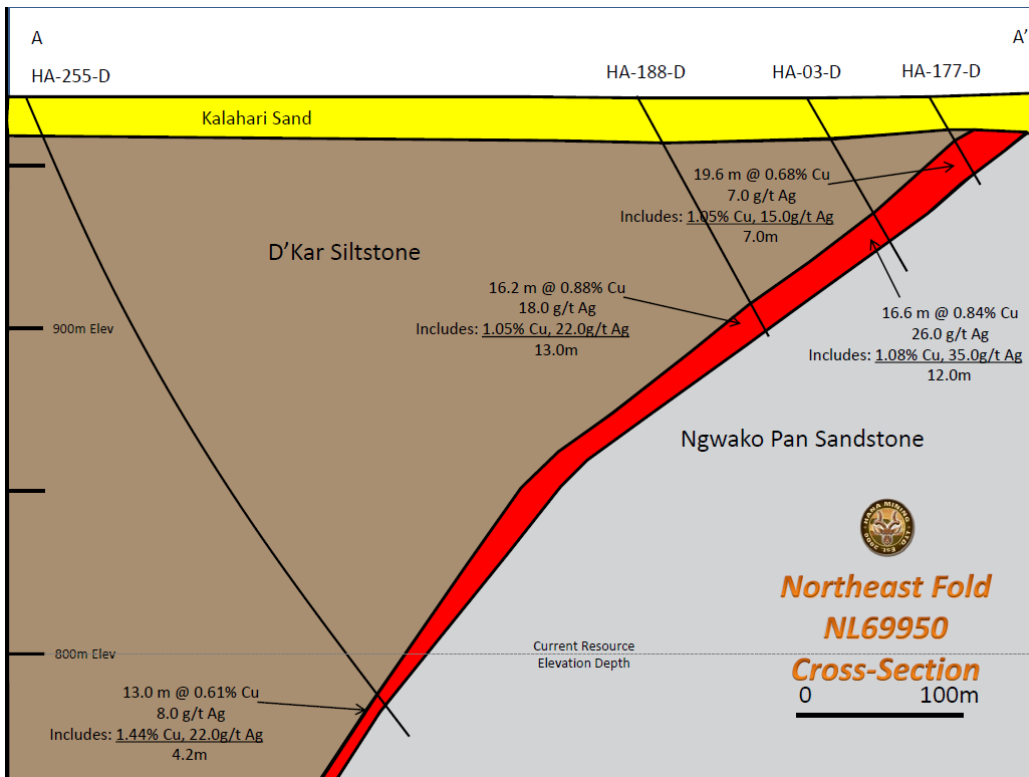 A
A'
HA-255-D
HA-188-D
HA-03-D
HA-177-D
Kalahari Sand
19.6 m @ 0.68% Cu
7.0 g/t Ag
Includes: 1.05% Cu, 15.0g/t Ag
7.0m
D'Kar Siltstone
16.2 m @ 0.88% Cu
18.0 g/t Ag
Includes: 1.05% Cu, 22.0g/t Ag
13.0m
16.6 m @ 0.84% Cu
26.0 g/t Ag
Includes: 1.08% Cu, 35.0g/t Ag
12.0m
900m Elev
Ngwako Pan Sandstone
HANA MINING LTD
EST. 2000
Northeast Fold
NL69950
Cross-Section
Current Resource
Elevation Depth
800m Elev
0 100m
13.0 m @ 0.61% Cu
8.0 g/t Ag
Includes: 1.44% Cu, 22.0g/t Ag
4.2m